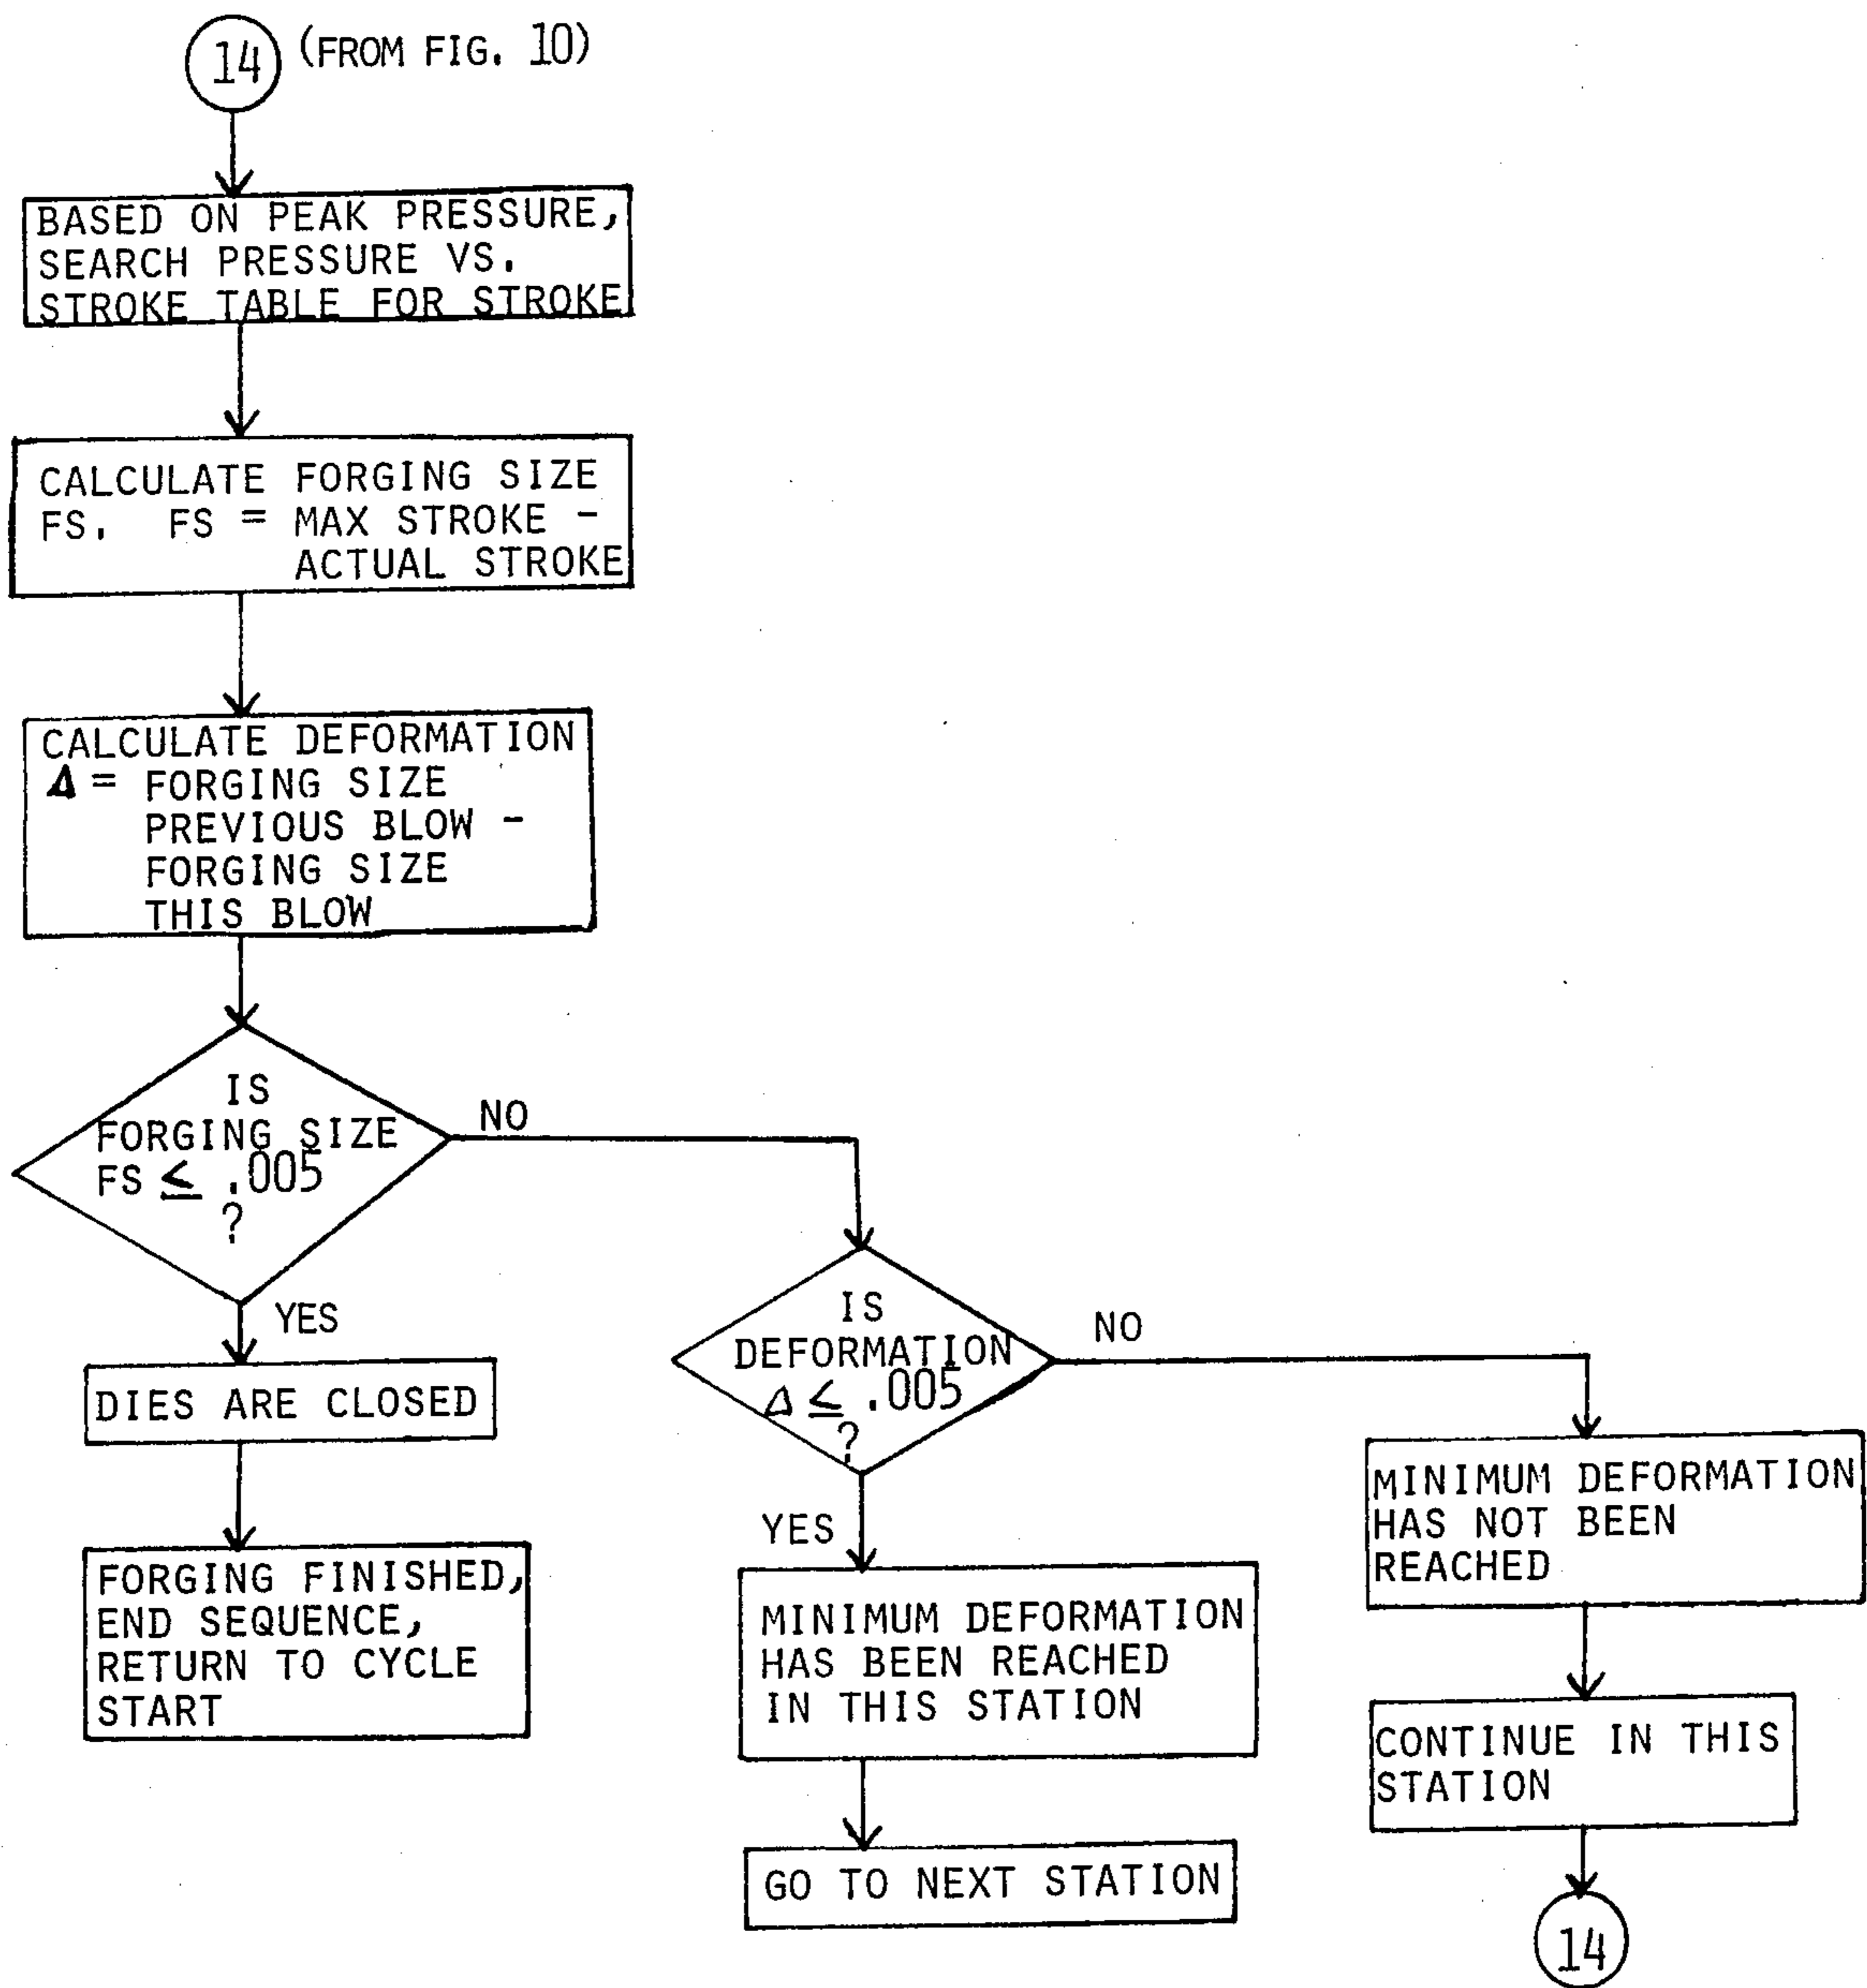 14 (FROM FIG. 10)
BASED ON PEAK PRESSURE,
SEARCH PRESSURE VS.
STROKE TABLE FOR STROKE
CALCULATE FORGING SIZE
FS. FS = MAX STROKE -
ACTUAL STROKE
CALCULATE DEFORMATION
Δ = FORGING SIZE
PREVIOUS BLOW -
FORGING SIZE
THIS BLOW
IS
FORGING SIZE
FS ≤ .005
?
NO
YES
DIES ARE CLOSED
FORGING FINISHED,
END SEQUENCE,
RETURN TO CYCLE
START
IS
DEFORMATION
Δ ≤ .005
?
NO
YES
MINIMUM DEFORMATION
HAS BEEN REACHED
IN THIS STATION
GO TO NEXT STATION
MINIMUM DEFORMATION
HAS NOT BEEN
REACHED
CONTINUE IN THIS
STATION
14